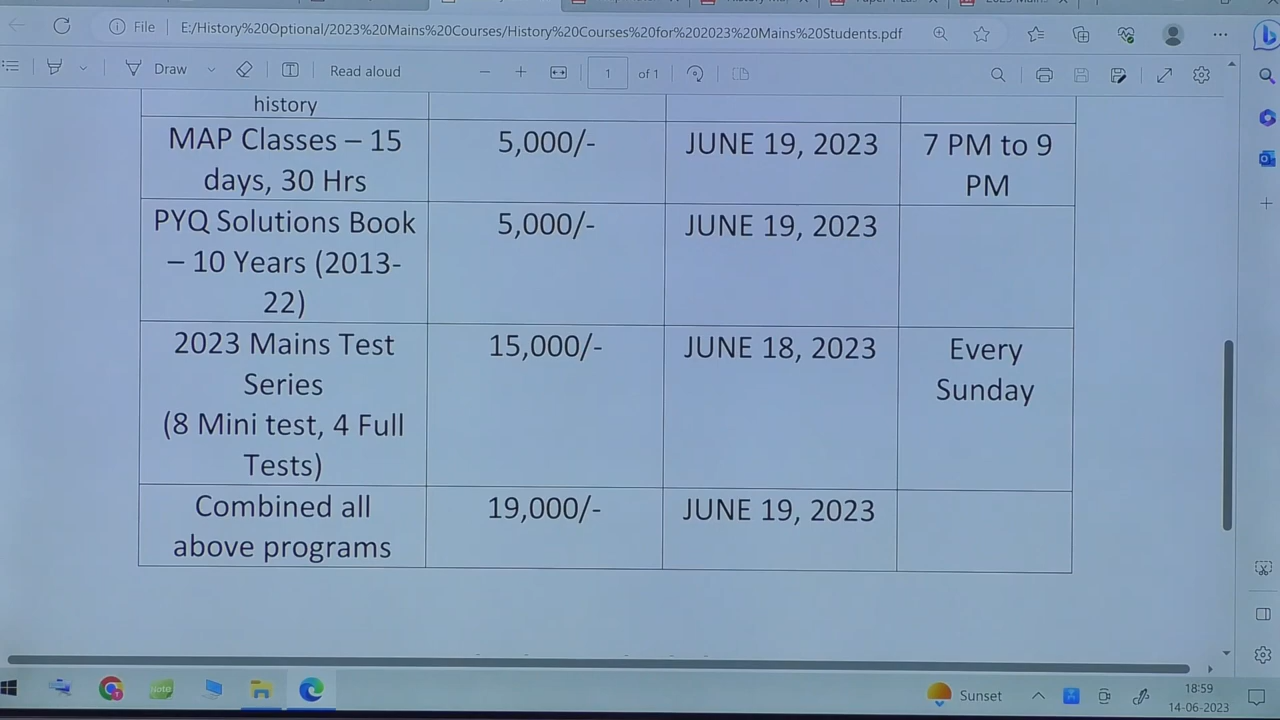 File
E:/History%20Optional/2023%20Mains%20Courses/History%20Courses%20for%202023%20Mains%20Students.pdf
Draw
Read aloud
1
of 1
history
MAP Classes – 15
days, 30 Hrs
5,000/-
JUNE 19, 2023
7 PM to 9
PM
PYQ Solutions Book
– 10 Years (2013-
22)
5,000/-
JUNE 19, 2023
2023 Mains Test
Series
(8 Mini test, 4 Full
Tests)
15,000/-
JUNE 18, 2023
Every
Sunday
Combined all
above programs
19,000/-
JUNE 19, 2023
Sunset
18:59
14-06-2023